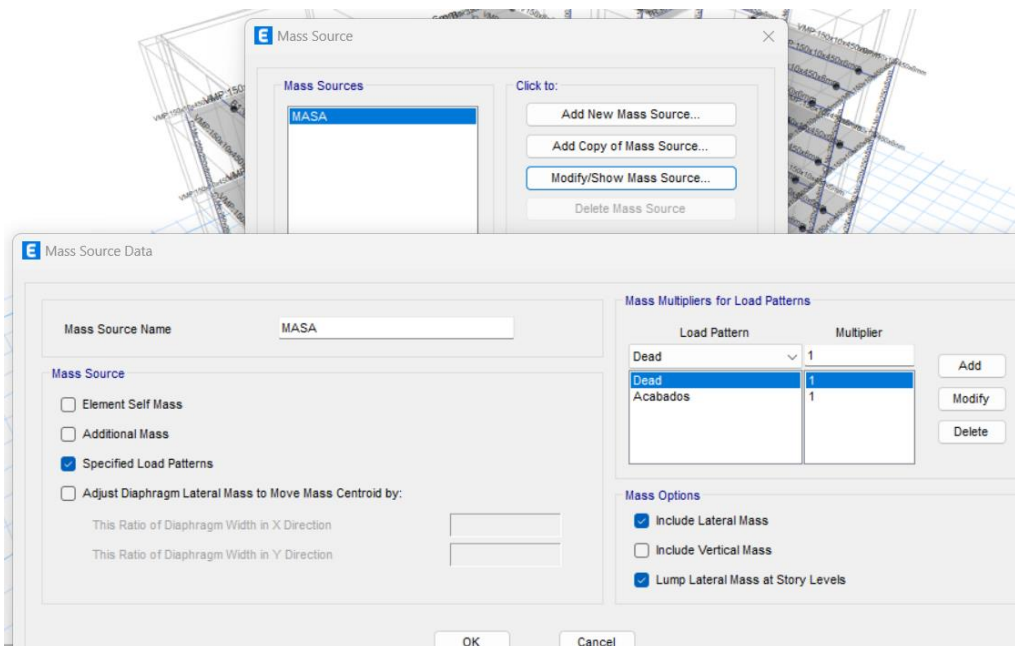 Mass Source
Mass Sources
MASA
Click to:
Add New Mass Source...
Add Copy of Mass Source...
Modify/Show Mass Source...
Delete Mass Source
Mass Source Data
Mass Source Name
MASA
Mass Source
Element Self Mass
Additional Mass
Specified Load Patterns
Adjust Diaphragm Lateral Mass to Move Mass Centroid by:
This Ratio of Diaphragm Width in X Direction
This Ratio of Diaphragm Width in Y Direction
Mass Multipliers for Load Patterns
Load Pattern Multiplier
Dead 1
Dead 1
Acabados 1
Add
Modify
Delete
Mass Options
Include Lateral Mass
Include Vertical Mass
Lump Lateral Mass at Story Levels
OK Cancel